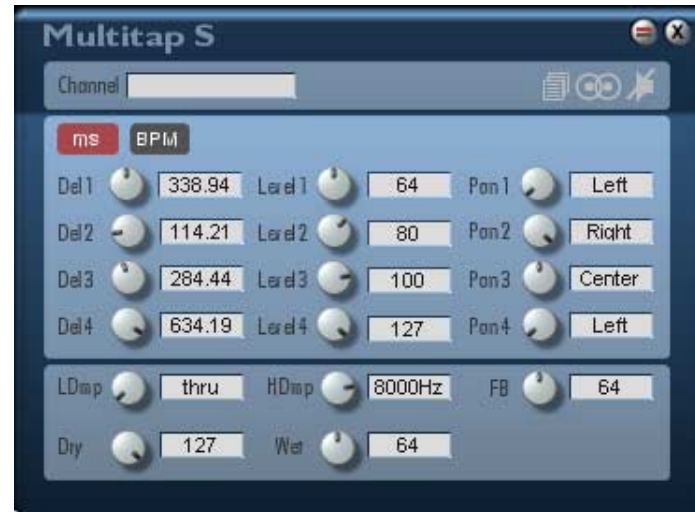 Multitap S
Channel
ms BPM
Del1 338.94 Level1 64 Pan1 Left
Del2 114.21 Level2 80 Pan2 Right
Del3 284.44 Level3 100 Pan3 Center
Del4 634.19 Level4 127 Pan4 Left
LDmp thru HDmp 8000Hz FB 64
Dry 127 Wet 64